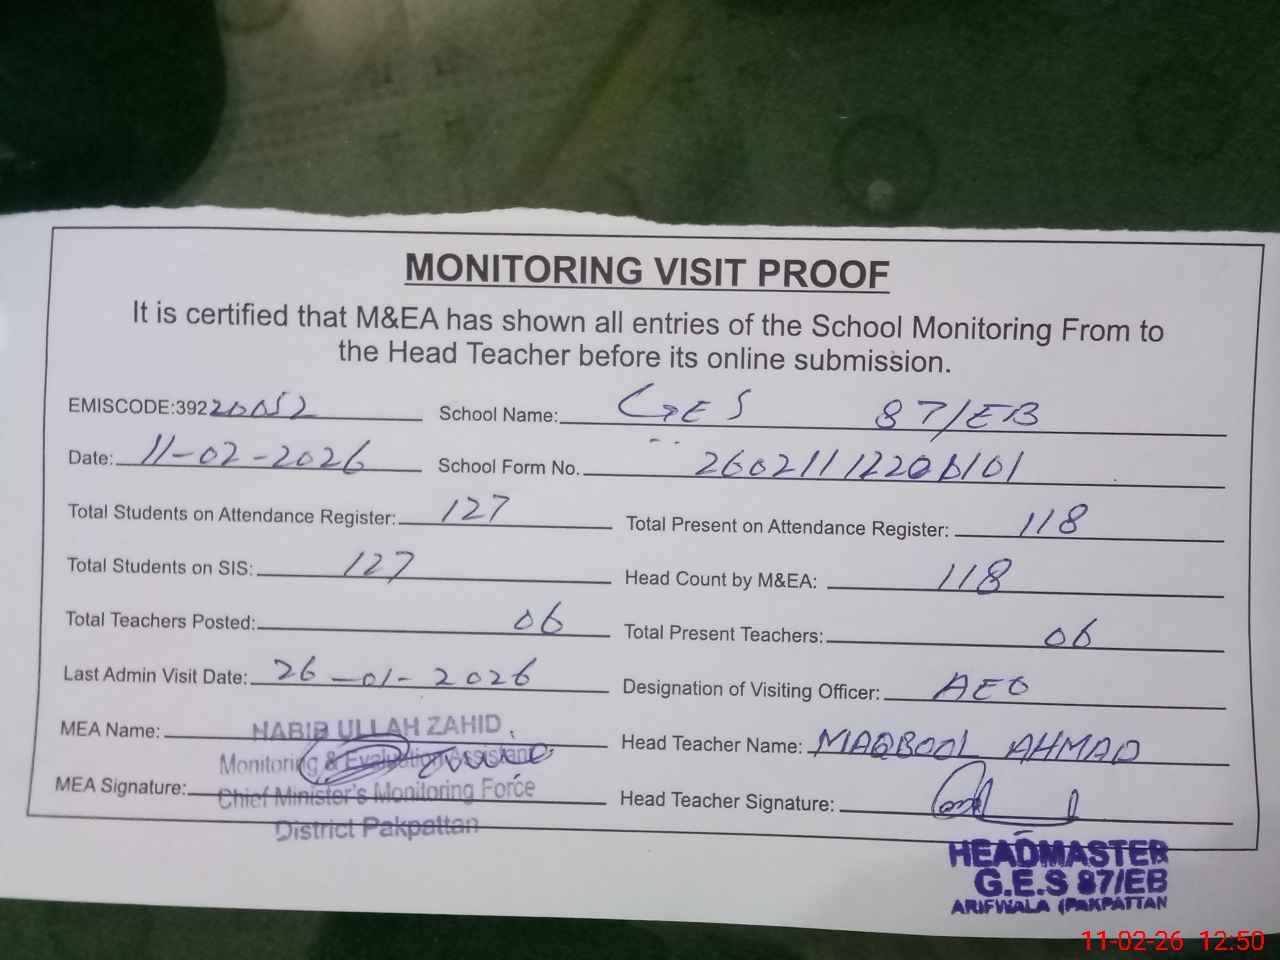 MONITORING VISIT PROOF
It is certified that M&EA has shown all entries of the School Monitoring From to
the Head Teacher before its online submission.
EMISCODE:39220052 School Name: GES 87/EB
Date: 11-02-2026 School Form No.
Total Students on Attendance Register: 127 Total Present on Attendance Register: 118
Total Students on SIS: 127 Head Count by M&EA: 118
Total Teachers Posted: 06 Total Present Teachers: 06
Last Admin Visit Date: 26-01-2026 Designation of Visiting Officer: AEO
MEA Name: HABIB ULLAH ZAHID Head Teacher Name: MAQBOOL AHMAD
Monitoring & Evaluation Assistant
MEA Signature: Chief Minister's Monitoring Force Head Teacher Signature:
District Pakpattan
HEADMASTER
G.E.S 87/EB
ARIFWALA (PAKPATTAN
11-02-26 12:50